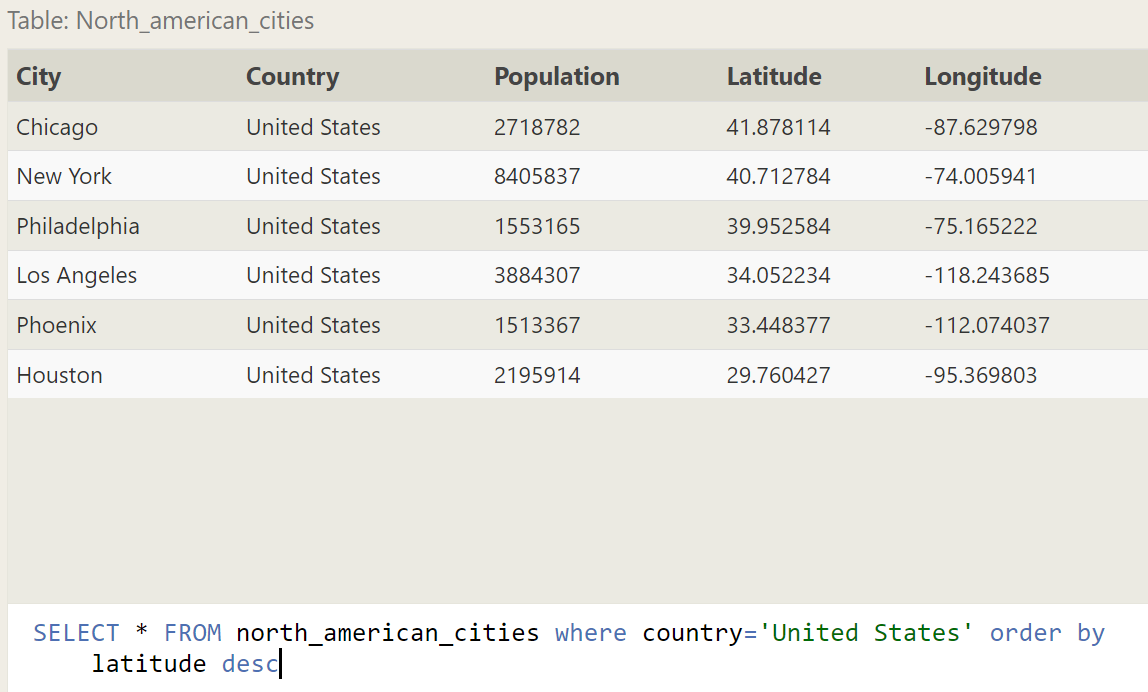 Table: North_american_cities
City Country Population Latitude Longitude
Chicago United States 2718782 41.878114 -87.629798
New York United States 8405837 40.712784 -74.005941
Philadelphia United States 1553165 39.952584 -75.165222
Los Angeles United States 3884307 34.052234 -118.243685
Phoenix United States 1513367 33.448377 -112.074037
Houston United States 2195914 29.760427 -95.369803
SELECT * FROM north_american_cities where country='United States' order by
latitude desc